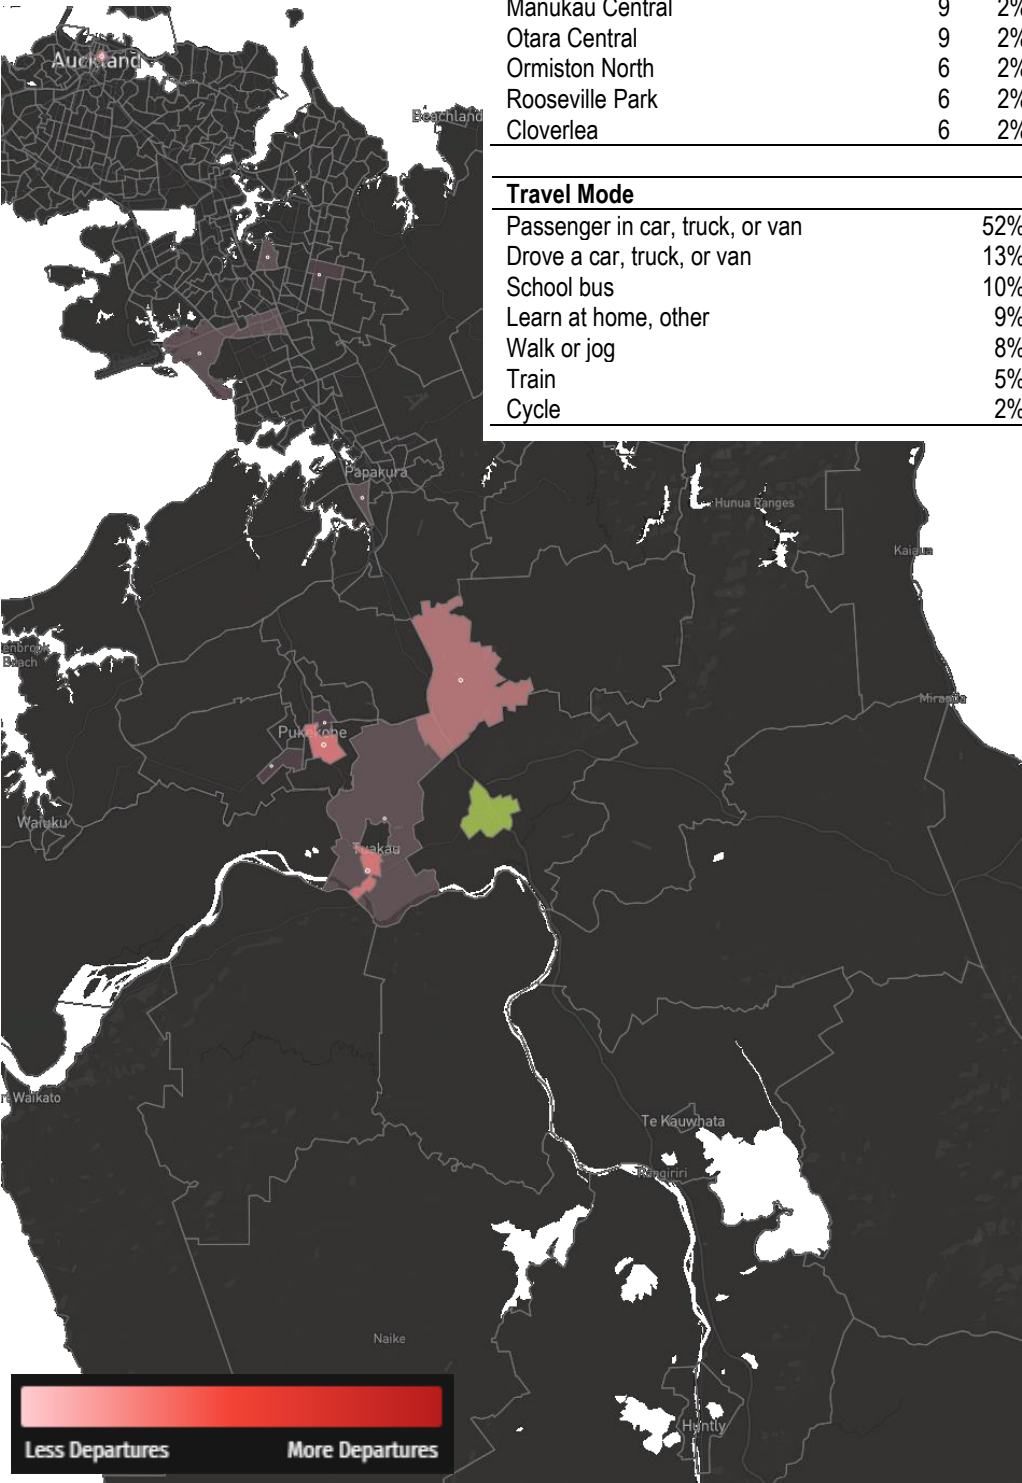 Manukau Central 9 2%
Otara Central 9 2%
Ormiston North 6 2%
Rooseville Park 6 2%
Cloverlea 6 2%
Travel Mode
Passenger in car, truck, or van 52%
Drove a car, truck, or van 13%
School bus 10%
Learn at home, other 9%
Walk or jog 8%
Train 5%
Cycle 2%
Auckland
Beachland
Papakura
Hunua Ranges
Kaiaua
enbrook
Beach
Miranda
Pukekohe
Waiuku
Tuakau
Waikato
Te Kauwhata
Rangiriri
Naike
Huntly
Less Departures More Departures